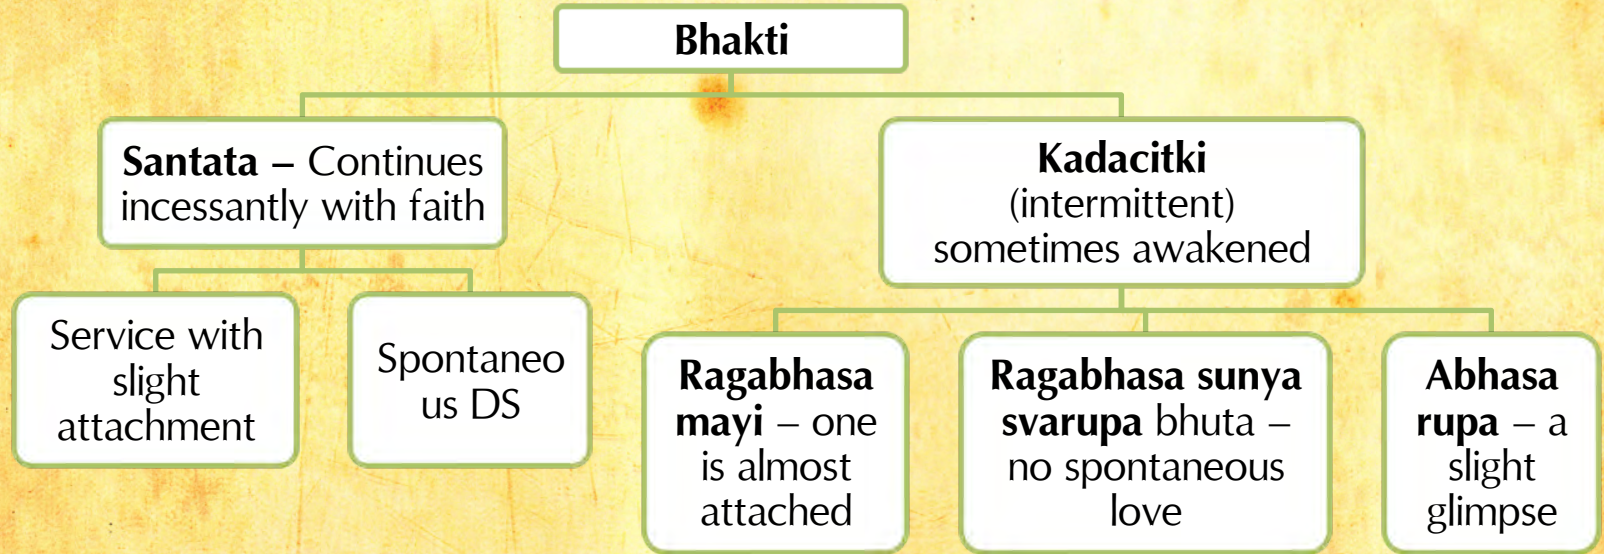 Bhakti
Santata – Continues
incessantly with faith
Kadacitki
(intermittent)
sometimes awakened
Service with
slight
attachment
Spontaneo
us DS
Ragabhasa
mayi – one
is almost
attached
Ragabhasa sunya
svarupa bhuta –
no spontaneous
love
Abhasa
rupa – a
slight
glimpse